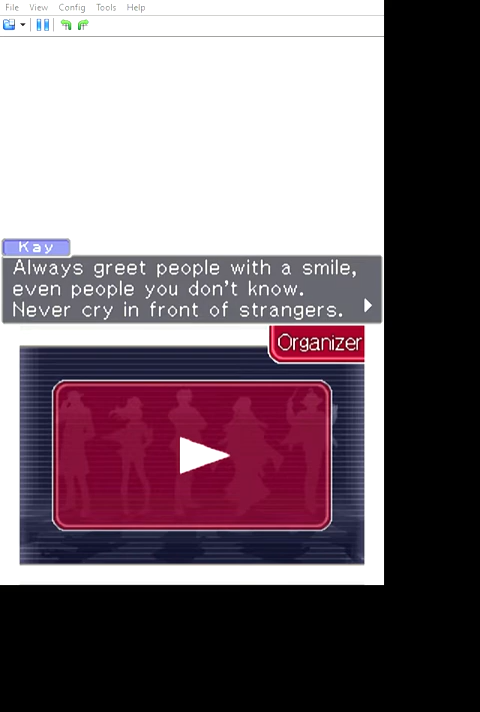 File View Config Tools Help
Kay
Always greet people with a smile,
even people you don't know.
Never cry in front of strangers.
Organizer